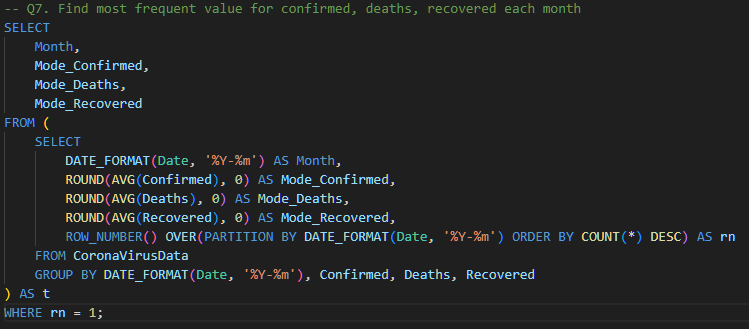 -- Q7. Find most frequent value for confirmed, deaths, recovered each month
SELECT
    Month,
    Mode_Confirmed,
    Mode_Deaths,
    Mode_Recovered
FROM (
    SELECT
        DATE_FORMAT(Date, '%Y-%m') AS Month,
        ROUND(AVG(Confirmed), 0) AS Mode_Confirmed,
        ROUND(AVG(Deaths), 0) AS Mode_Deaths,
        ROUND(AVG(Recovered), 0) AS Mode_Recovered,
        ROW_NUMBER() OVER(PARTITION BY DATE_FORMAT(Date, '%Y-%m') ORDER BY COUNT(*) DESC) AS rn
    FROM CoronaVirusData
    GROUP BY DATE_FORMAT(Date, '%Y-%m'), Confirmed, Deaths, Recovered
) AS t
WHERE rn = 1;